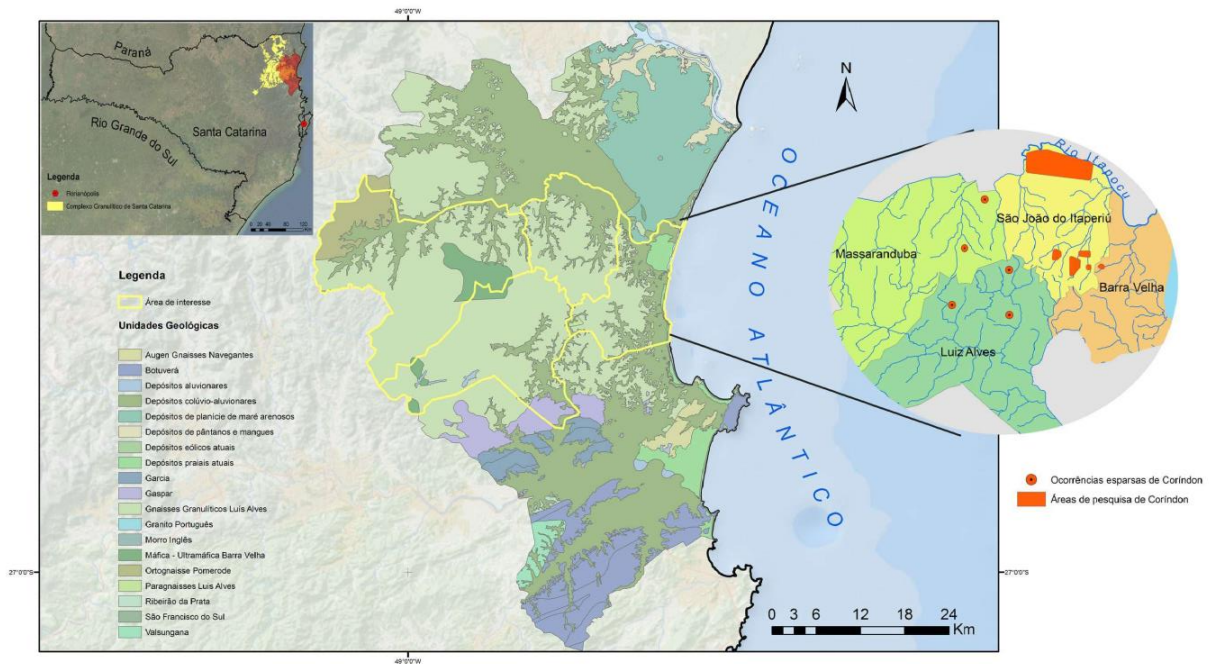 49°0'0"W
Paraná
Santa Catarina
Rio Grande do Sul
Legenda
Florianópolis
Complexo Granulítico de Santa Catarina
N
OCEANO ATLÂNTICO
Rio Itapocu
São João do Itaperiú
Massaranduba
Barra Velha
Luiz Alves
Legenda
Área de interesse
Unidades Geológicas
Augen Gnaisses Navegantes
Botuverá
Depósitos aluvionares
Depósitos colúvio-aluvionares
Depósitos de planície de maré arenosos
Depósitos de pântanos e mangues
Depósitos eólicos atuais
Depósitos praiais atuais
Garcia
Gaspar
Gnaisses Granulíticos Luís Alves
Granito Português
Morro Inglês
Máfica - Ultramáfica Barra Velha
Ortognaisse Pomerode
Paragnaisses Luis Alves
Ribeirão da Prata
São Francisco do Sul
Valsungana
Ocorrências esparsas de Coríndon
Áreas de pesquisa de Coríndon
27°0'0"S
27°0'0"S
0 3 6 12 18 24
Km
49°0'0"W